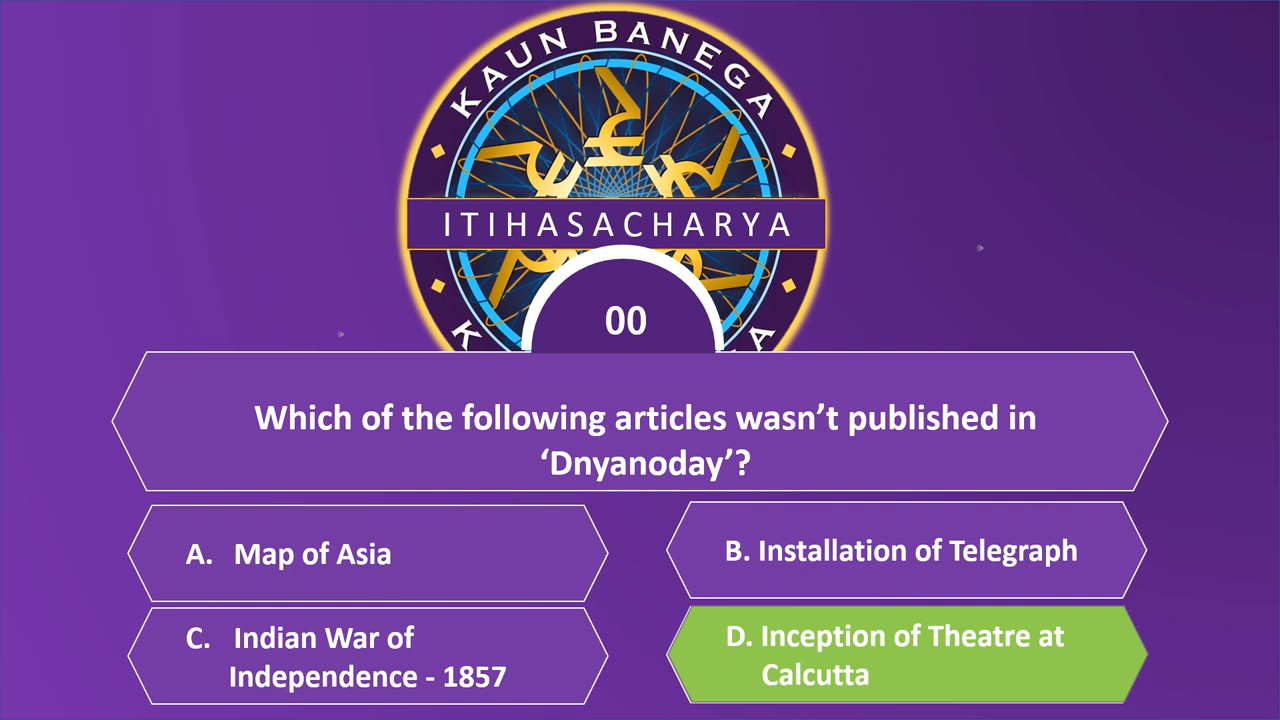 KAUN BANEGA
ITIHASACHARYA
00
Which of the following articles wasn’t published in
‘Dnyanoday’?
A. Map of Asia
B. Installation of Telegraph
C. Indian War of
Independence - 1857
D. Inception of Theatre at
Calcutta